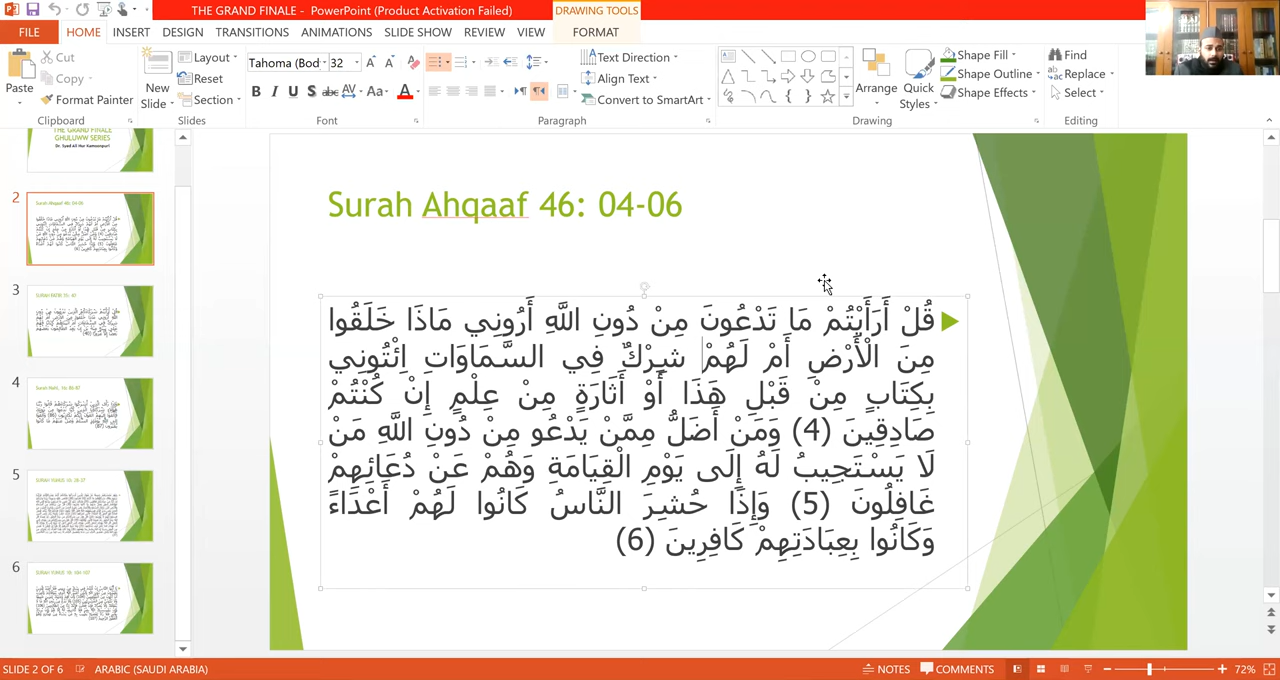 THE GRAND FINALE - PowerPoint (Product Activation Failed)
DRAWING TOOLS
FILE HOME INSERT DESIGN TRANSITIONS ANIMATIONS SLIDE SHOW REVIEW VIEW FORMAT
Paste
Cut
Copy
Format Painter
Clipboard
New Slide
Layout
Reset
Section
Slides
Tahoma (Bod 32
Font
Text Direction
Align Text
Convert to SmartArt
Paragraph
Arrange
Quick Styles
Shape Fill
Shape Outline
Shape Effects
Drawing
Find
Replace
Select
Editing
THE GRAND FINALE
GHULUWW SERIES
2
Surah Ahqaaf 46: 04-06
3
4
5
6
Surah Ahqaaf 46: 04-06
قُلْ أَرَأَيْتُمْ مَا تَدْعُونَ مِنْ دُونِ اللَّهِ أَرُونِي مَاذَا خَلَقُوا
مِنَ الْأَرْضِ أَمْ لَهُمْ شِرْكٌ فِي السَّمَاوَاتِ اِئْتُونِي
بِكِتَابٍ مِنْ قَبْلِ هَذَا أَوْ أَثَارَةٍ مِنْ عِلْمٍ إِنْ كُنْتُمْ
صَادِقِينَ (4) وَمَنْ أَضَلُّ مِمَّنْ يَدْعُو مِنْ دُونِ اللَّهِ مَنْ
لَا يَسْتَجِيبُ لَهُ إِلَى يَوْمِ الْقِيَامَةِ وَهُمْ عَنْ دُعَائِهِمْ
غَافِلُونَ (5) وَإِذَا حُشِرَ النَّاسُ كَانُوا لَهُمْ أَعْدَاءً
وَكَانُوا بِعِبَادَتِهِمْ كَافِرِينَ (6)
SLIDE 2 OF 6 ARABIC (SAUDI ARABIA) NOTES COMMENTS 72%